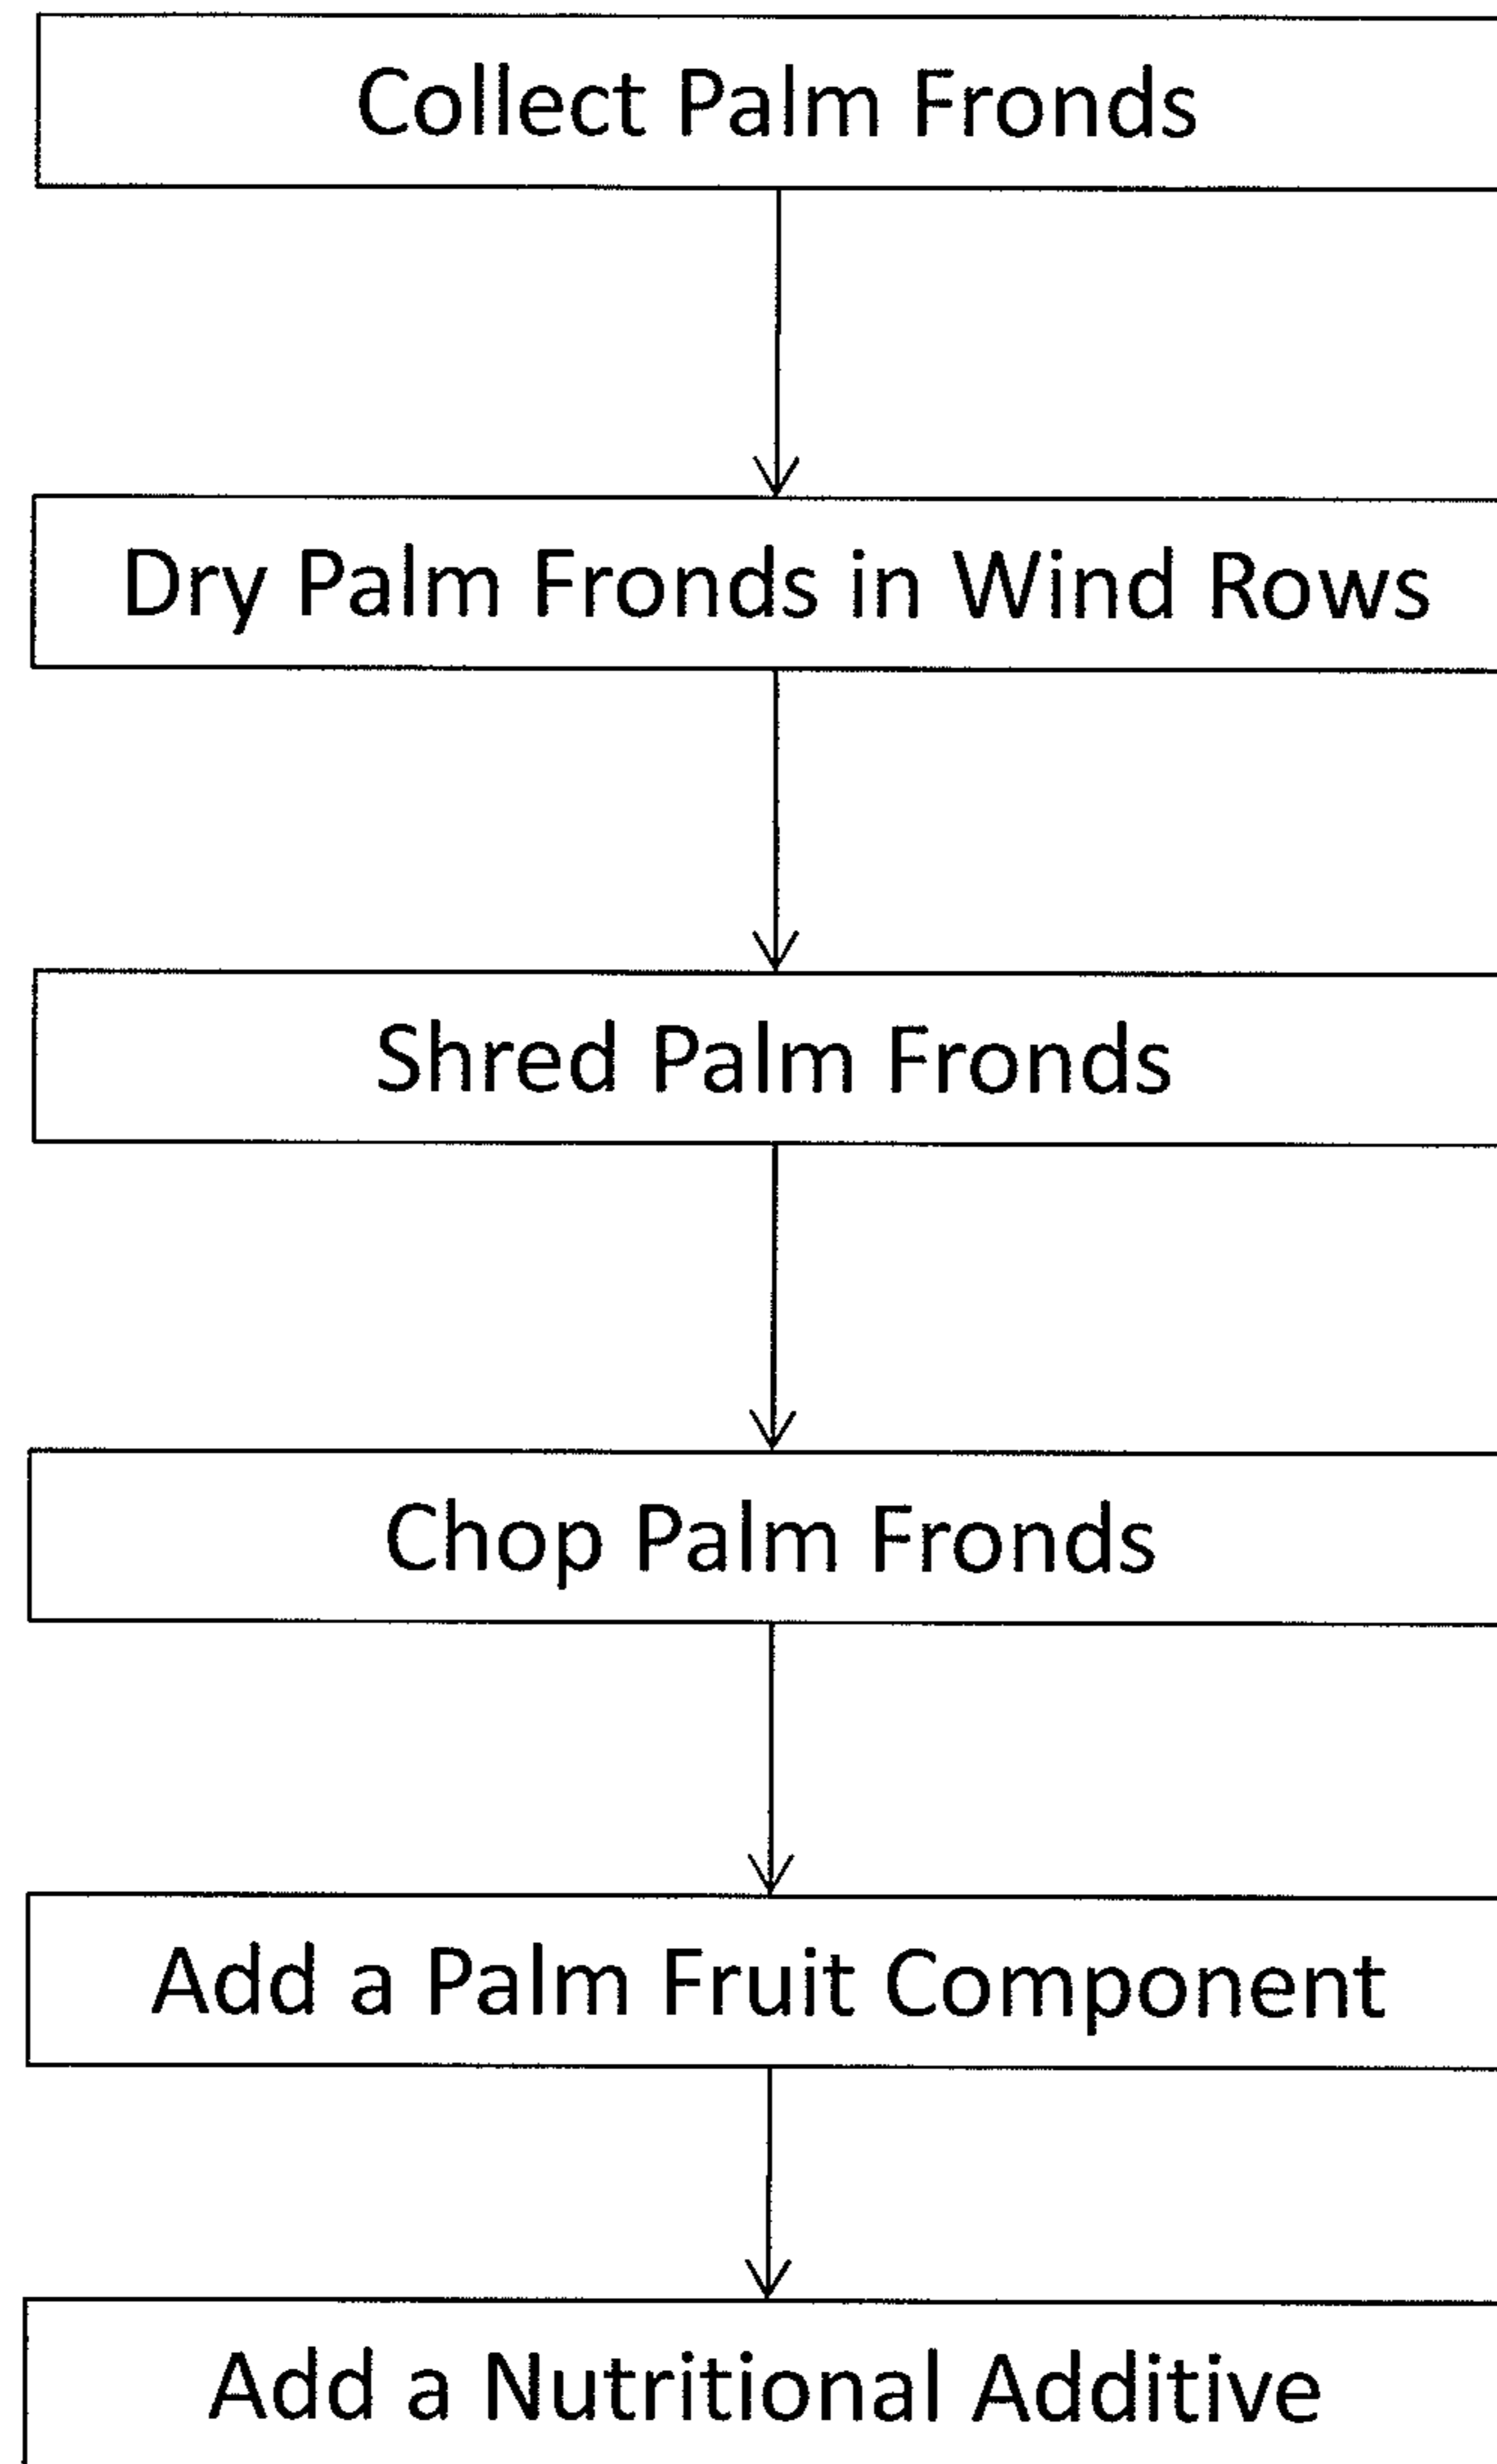 Collect Palm Fronds
Dry Palm Fronds in Wind Rows
Shred Palm Fronds
Chop Palm Fronds
Add a Palm Fruit Component
Add a Nutritional Additive